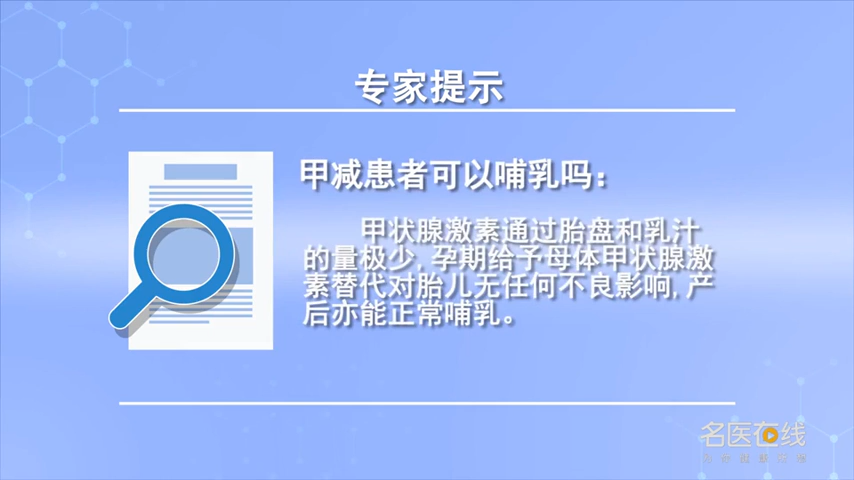 专家提示
甲减患者可以哺乳吗：
甲状腺激素通过胎盘和乳汁
的量极少,孕期给予母体甲状腺激
素替代对胎儿无任何不良影响,产
后亦能正常哺乳。
名医在线